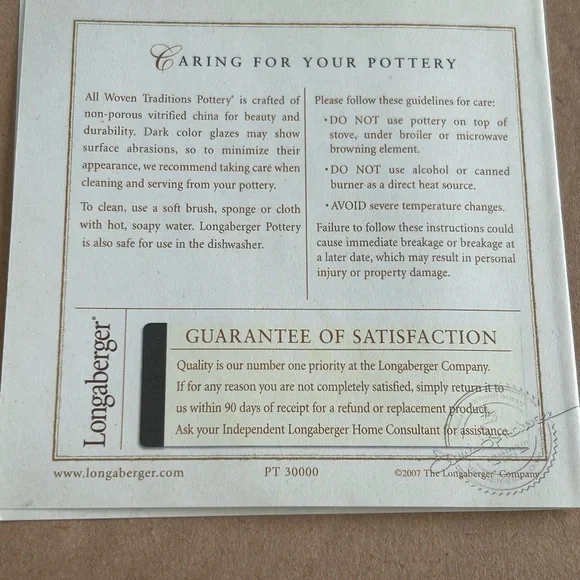 CARING FOR YOUR POTTERY
All Woven Traditions Pottery® is crafted of
non-porous vitrified china for beauty and
durability. Dark color glazes may show
surface abrasions, so to minimize their
appearance, we recommend taking care when
cleaning and serving from your pottery.
To clean, use a soft brush, sponge or cloth
with hot, soapy water. Longaberger Pottery
is also safe for use in the dishwasher.
Please follow these guidelines for care:
•DO NOT use pottery on top of
stove, under broiler or microwave
browning element.
•DO NOT use alcohol or canned
burner as a direct heat source.
•AVOID severe temperature changes.
Failure to follow these instructions could
cause immediate breakage or breakage at
a later date, which may result in personal
injury or property damage.
Longaberger®
GUARANTEE OF SATISFACTION
Quality is our number one priority at the Longaberger Company.
If for any reason you are not completely satisfied, simply return it to
us within 90 days of receipt for a refund or replacement product.
Ask your Independent Longaberger Home Consultant for assistance.
www.longaberger.com
PT 30000
©2007 The Longaberger® Company